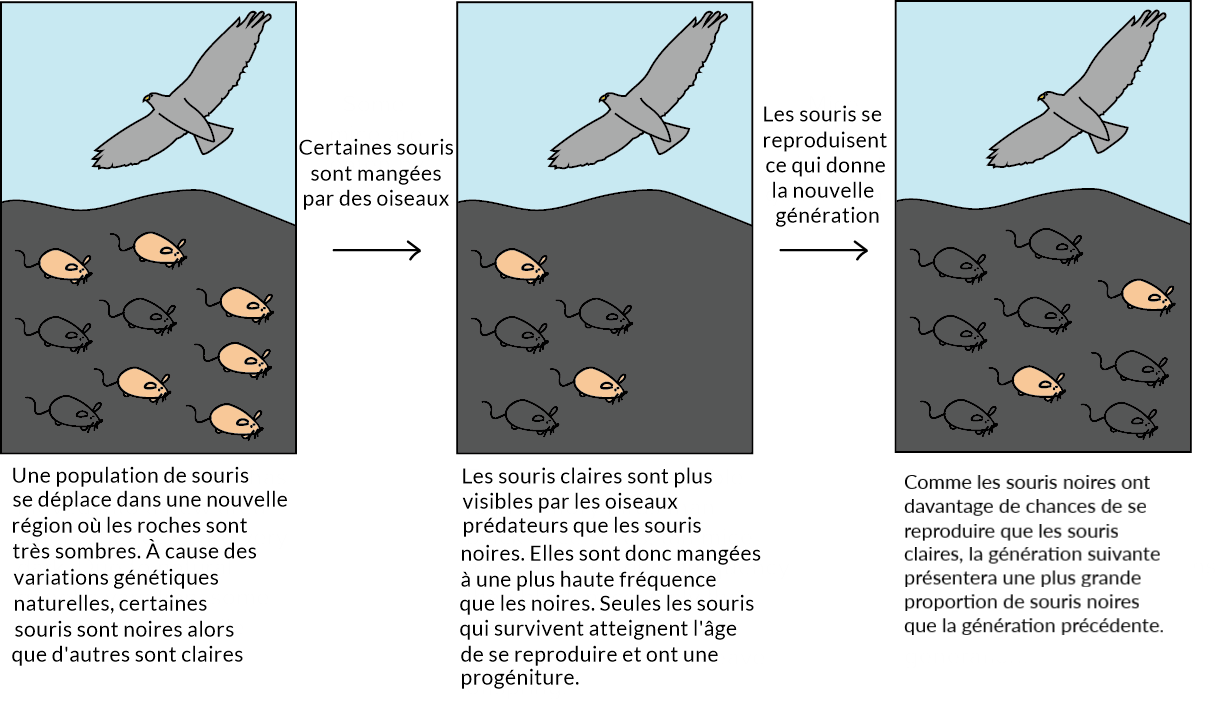 Certaines souris
sont mangées
par des oiseaux
Les souris se
reproduisent
ce qui donne
la nouvelle
génération
Une population de souris
se déplace dans une nouvelle
région où les roches sont
très sombres. À cause des
variations génétiques
naturelles, certaines
souris sont noires alors
que d'autres sont claires
Les souris claires sont plus
visibles par les oiseaux
prédateurs que les souris
noires. Elles sont donc mangées
à une plus haute fréquence
que les noires. Seules les souris
qui survivent atteignent l'âge
de se reproduire et ont une
progéniture.
Comme les souris noires ont
davantage de chances de se
reproduire que les souris
claires, la génération suivante
présentera une plus grande
proportion de souris noires
que la génération précédente.